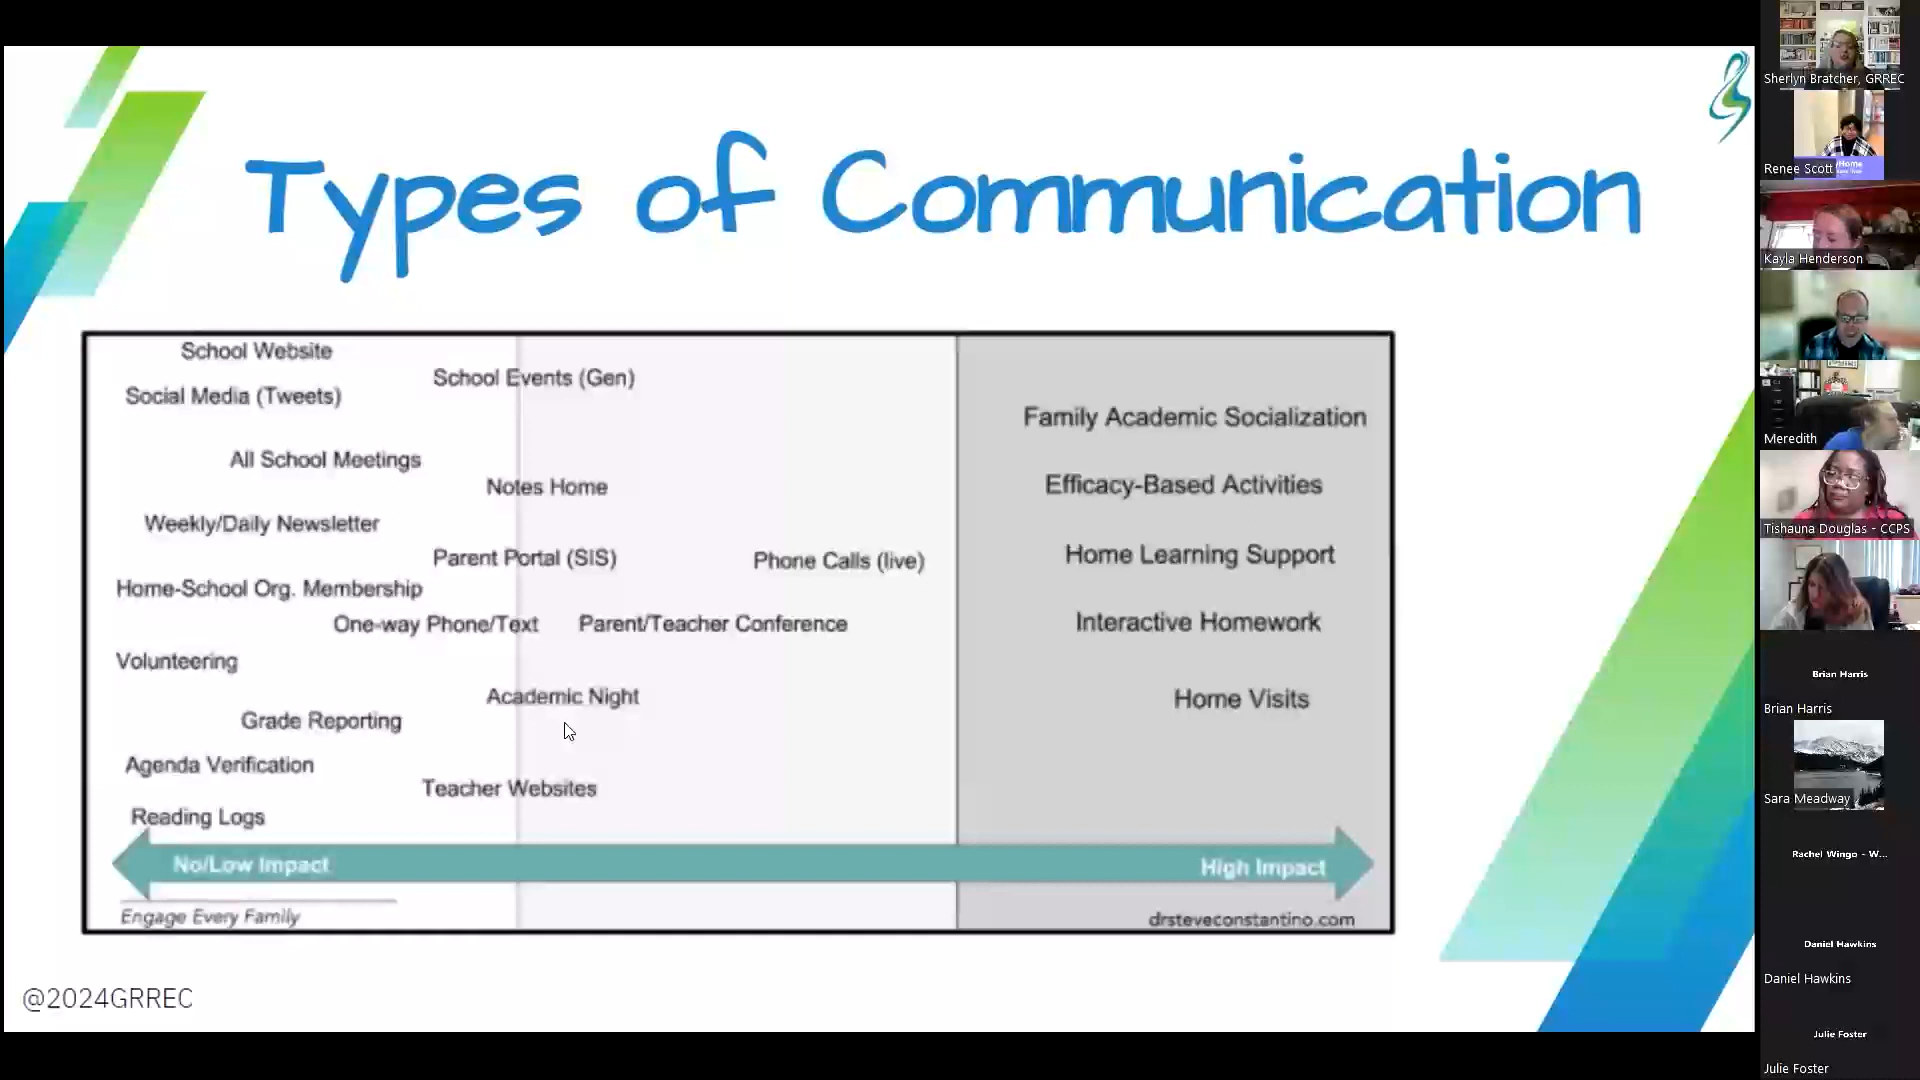 Types of Communication
School Website
School Events (Gen)
Social Media (Tweets)
Family Academic Socialization
All School Meetings
Efficacy-Based Activities
Notes Home
Weekly/Daily Newsletter
Parent Portal (SIS)
Phone Calls (live)
Home Learning Support
Home-School Org. Membership
One-way Phone/Text
Parent/Teacher Conference
Interactive Homework
Volunteering
Academic Night
Home Visits
Grade Reporting
Agenda Verification
Teacher Websites
Reading Logs
No/Low Impact
High Impact
Engage Every Family
drsteveconstantino.com
@2024GRREC
Sherlyn Bratcher, GRREC
Renee Scott
Kayla Henderson
Meredith
Tishauna Douglas - CCPS
Brian Harris
Brian Harris
Sara Meadway
Rachel Wingo - W...
Daniel Hawkins
Daniel Hawkins
Julie Foster
Julie Foster